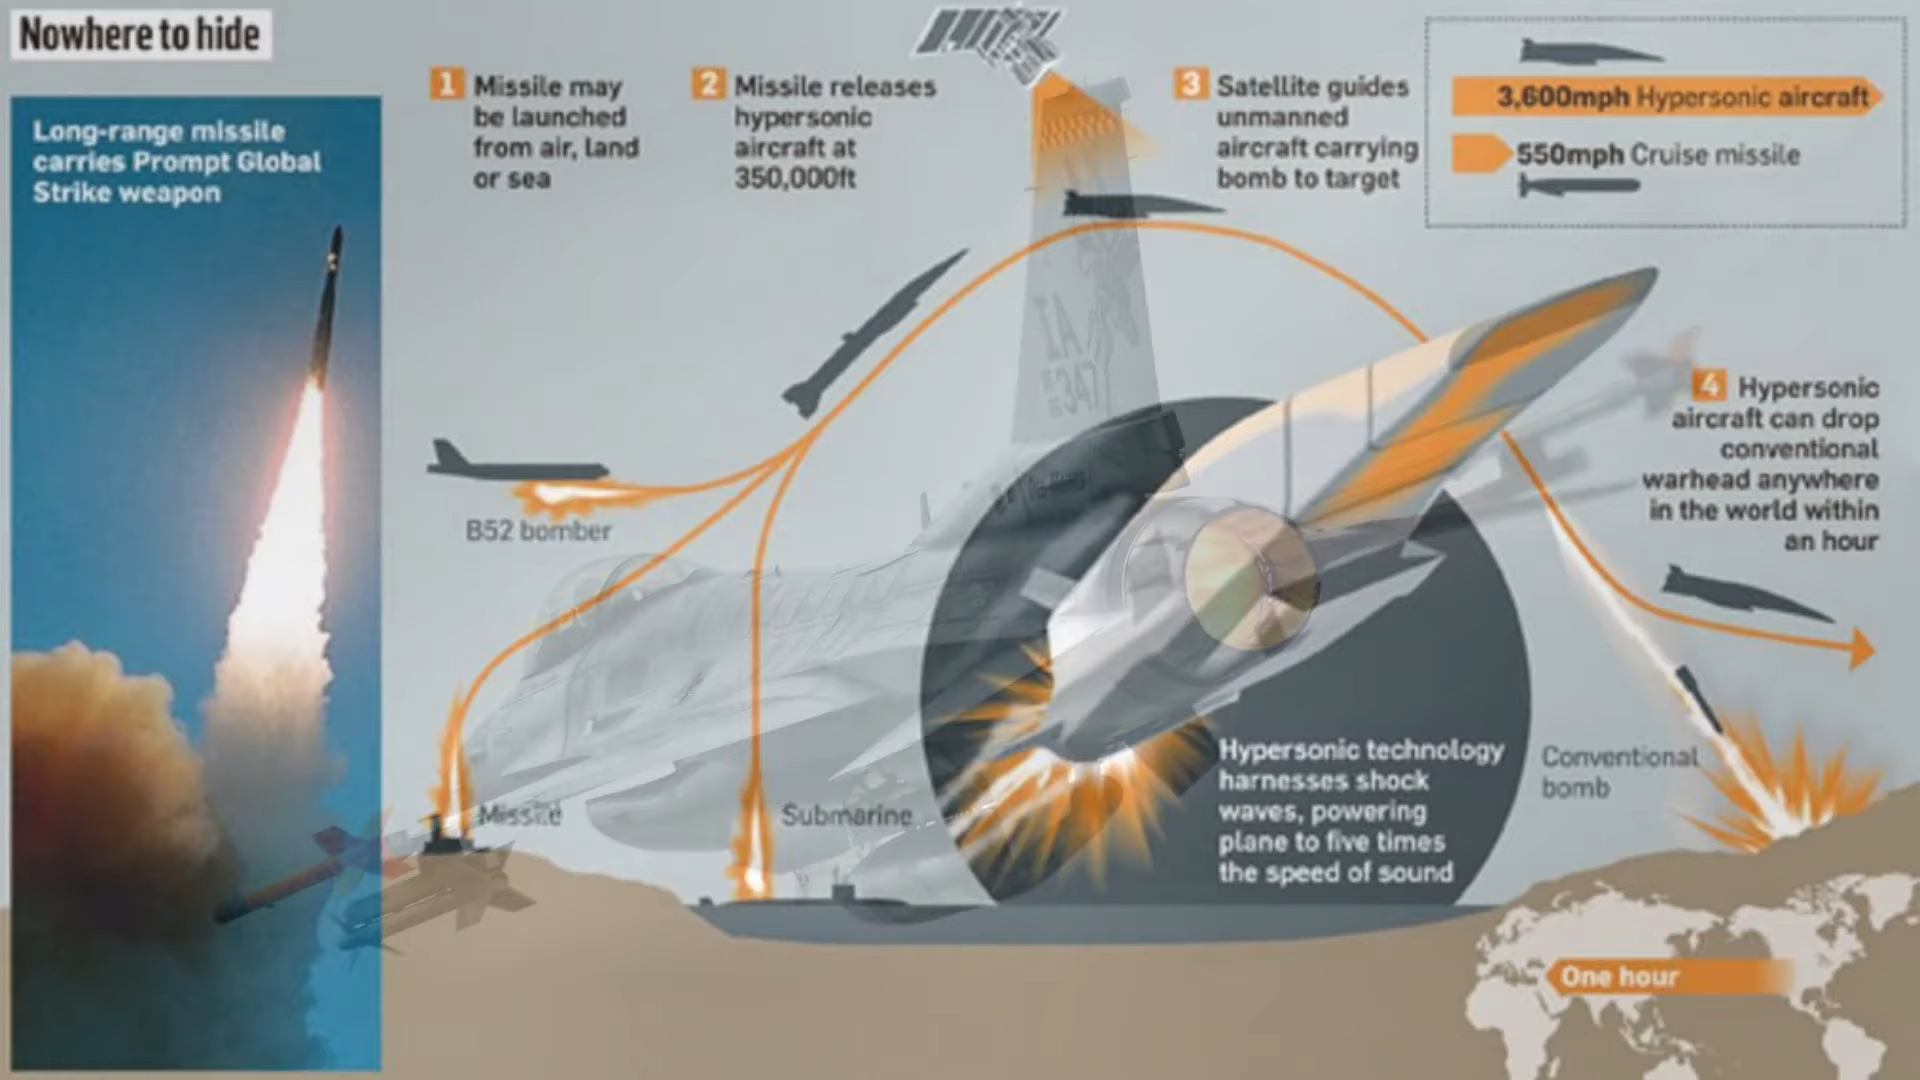 Nowhere to hide
Long-range missile
carries Prompt Global
Strike weapon
1 Missile may
be launched
from air, land
or sea
2 Missile releases
hypersonic
aircraft at
350,000ft
3 Satellite guides
unmanned
aircraft carrying
bomb to target
3,600mph Hypersonic aircraft
550mph Cruise missile
4 Hypersonic
aircraft can drop
conventional
warhead anywhere
in the world within
an hour
IA
347
B52 bomber
Missile
Submarine
Hypersonic technology
harnesses shock
waves, powering
plane to five times
the speed of sound
Conventional
bomb
One hour